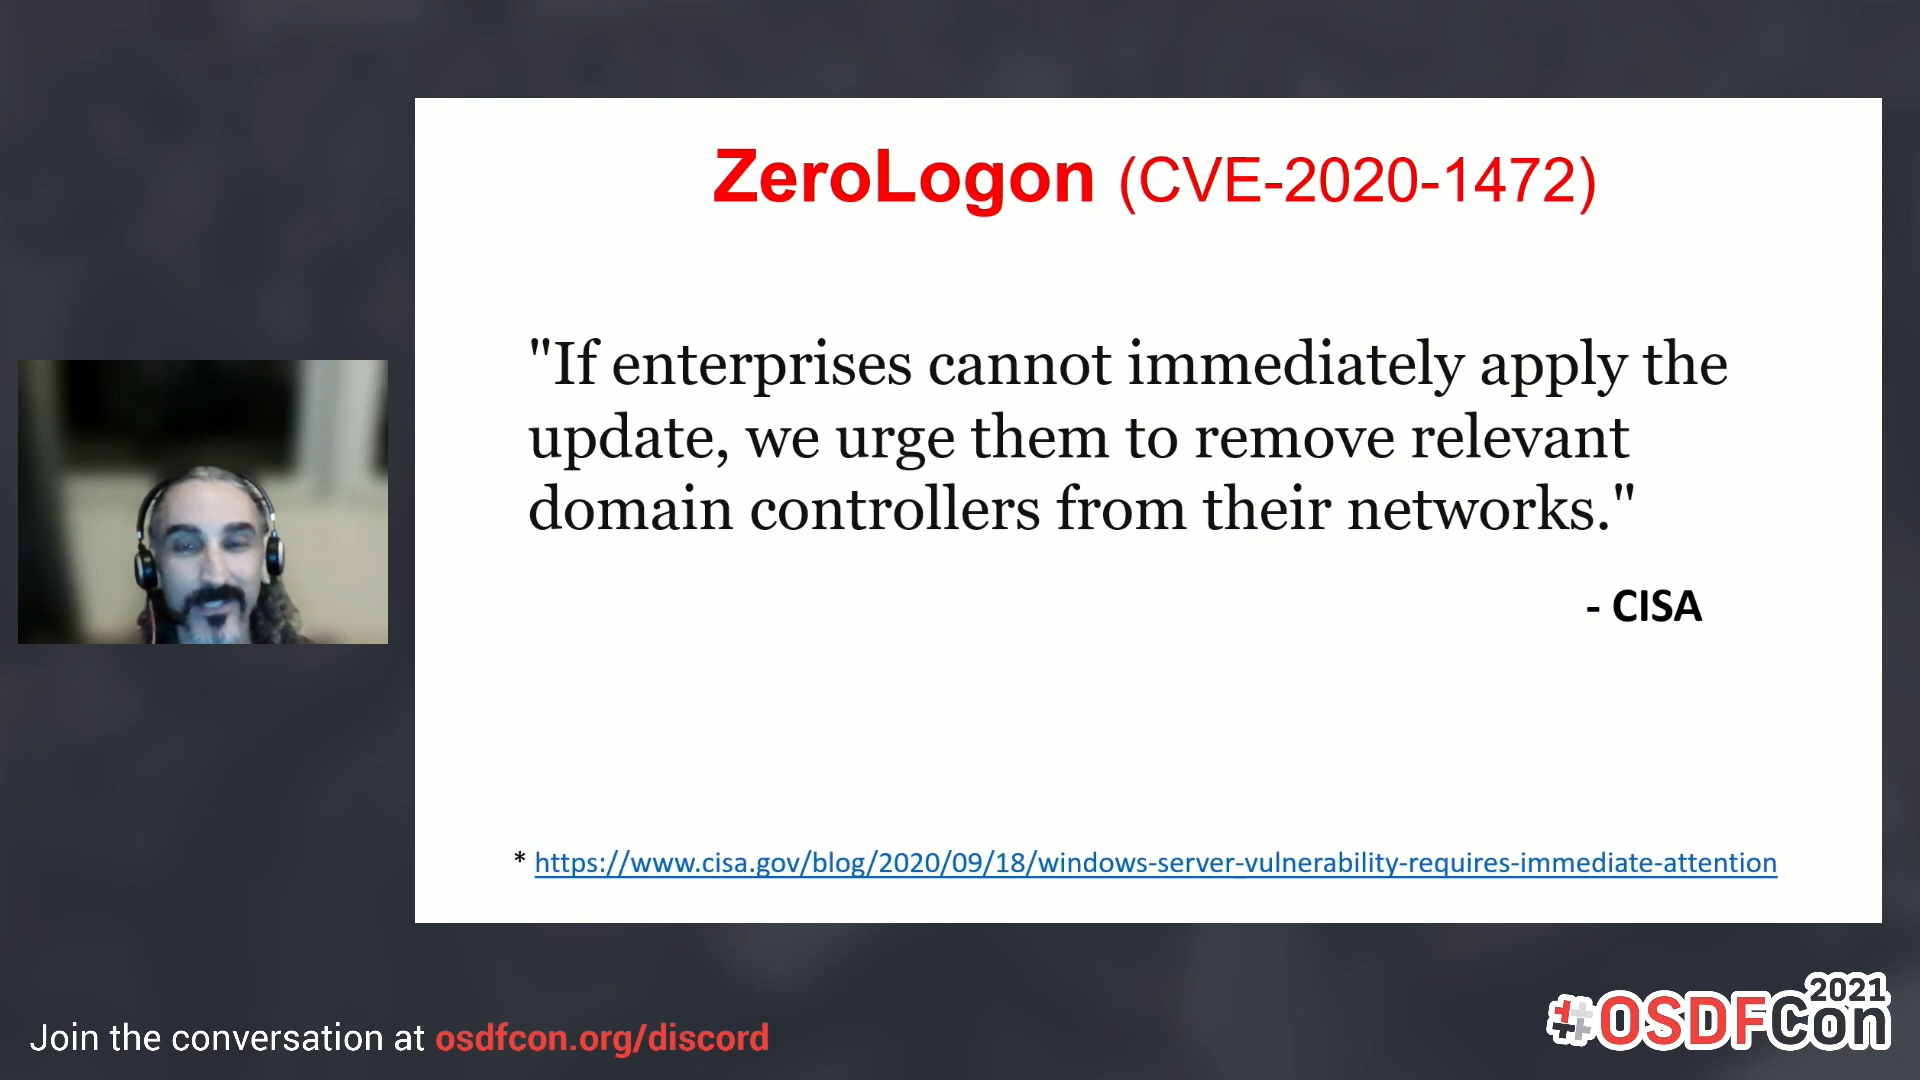 ZeroLogon (CVE-2020-1472)
"If enterprises cannot immediately apply the
update, we urge them to remove relevant
domain controllers from their networks."
- CISA
* https://www.cisa.gov/blog/2020/09/18/windows-server-vulnerability-requires-immediate-attention
Join the conversation at osdfcon.org/discord
2021
#OSDFCon